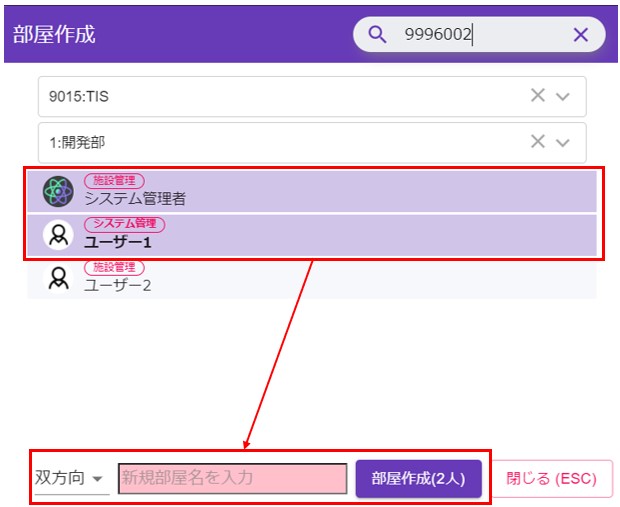 部屋作成
9996002
9015:TIS
1:開発部
施設管理
システム管理者
システム管理
ユーザー1
施設管理
ユーザー2
双方向 新規部屋名を入力 部屋作成(2人) 閉じる (ESC)